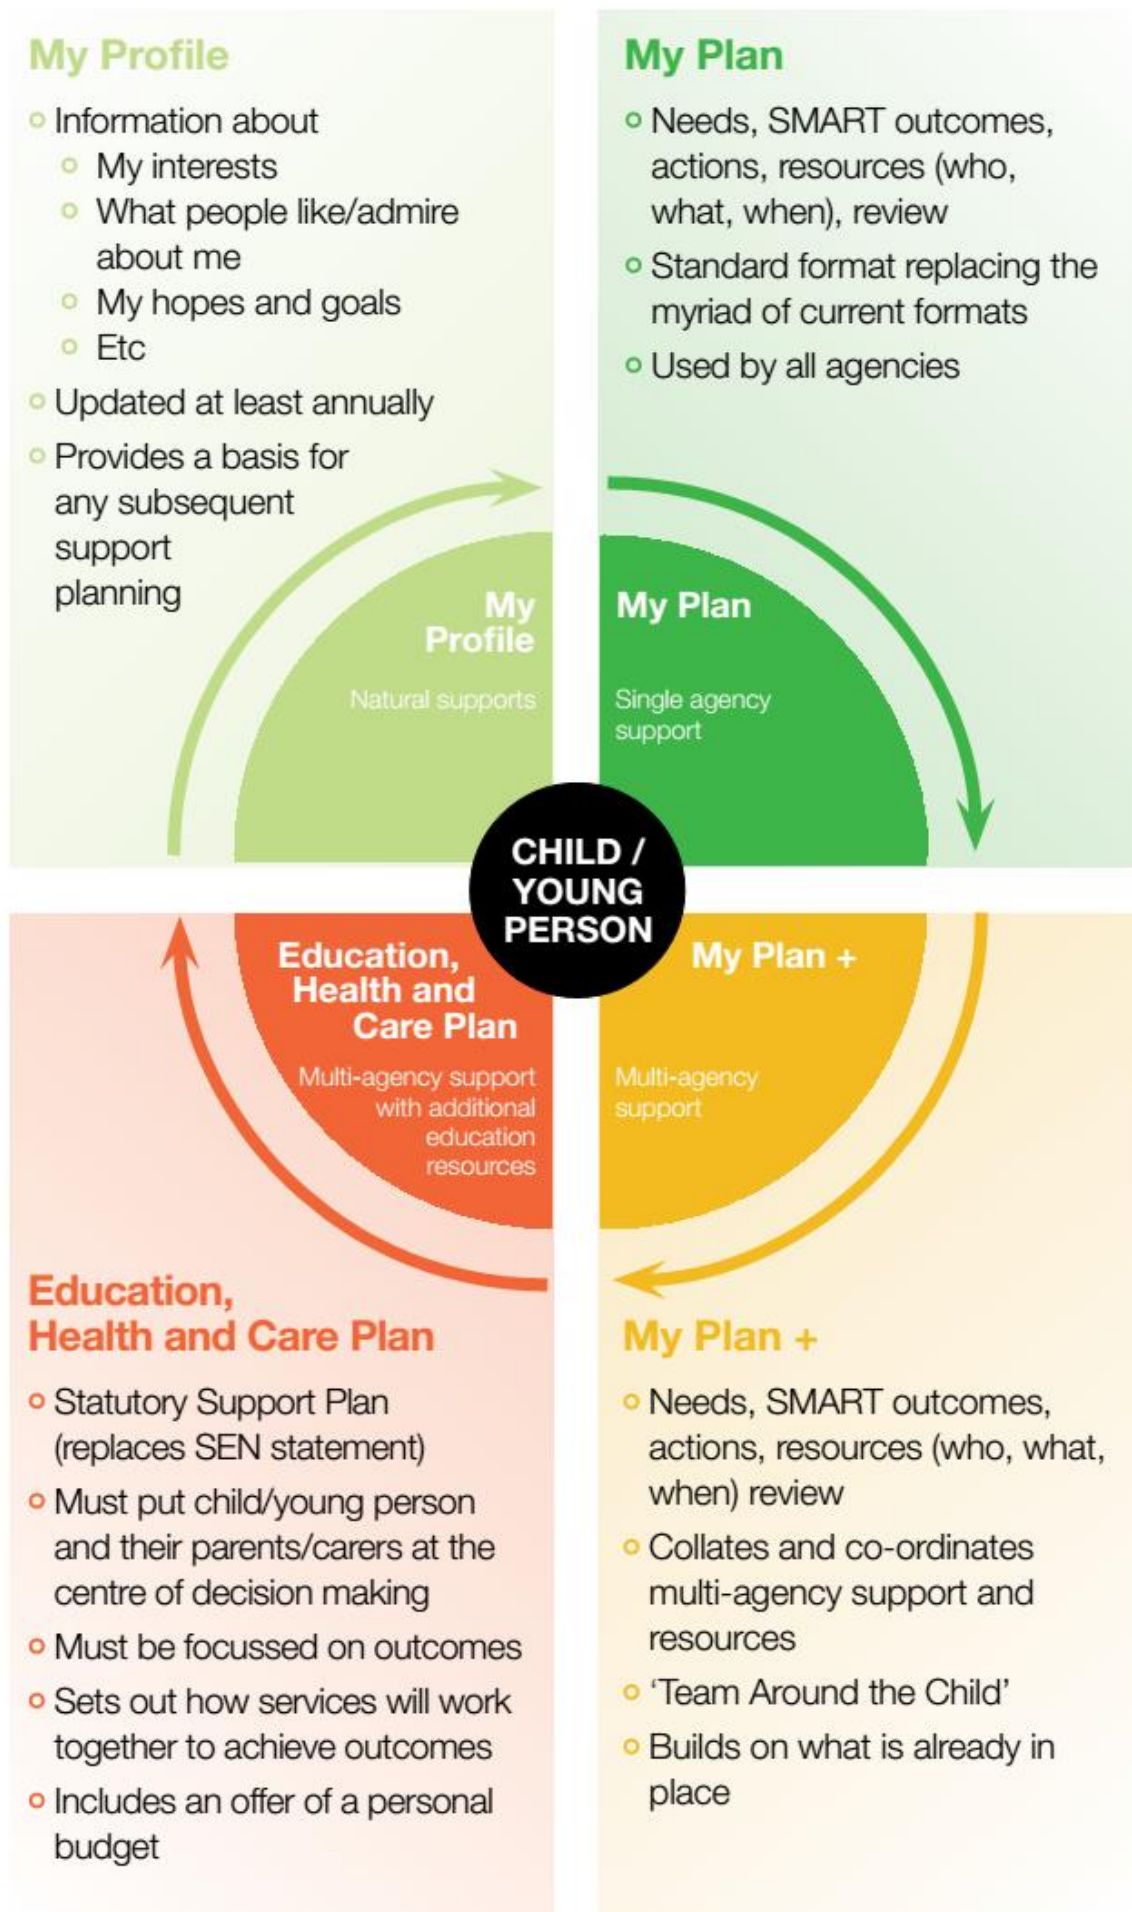 My Profile
Information about
My interests
What people like/admire
about me
My hopes and goals
Etc
Updated at least annually
Provides a basis for
any subsequent
support
planning
My Plan
Needs, SMART outcomes,
actions, resources (who,
what, when), review
Standard format replacing the
myriad of current formats
Used by all agencies
My
Profile
Natural supports
My Plan
Single agency
support
CHILD /
YOUNG
PERSON
Education,
Health and
Care Plan
Multi-agency support
with additional
education
resources
My Plan +
Multi-agency
support
Education,
Health and Care Plan
Statutory Support Plan
(replaces SEN statement)
Must put child/young person
and their parents/carers at the
centre of decision making
Must be focussed on outcomes
Sets out how services will work
together to achieve outcomes
Includes an offer of a personal
budget
My Plan +
Needs, SMART outcomes,
actions, resources (who, what,
when) review
Collates and co-ordinates
multi-agency support and
resources
‘Team Around the Child’
Builds on what is already in
place